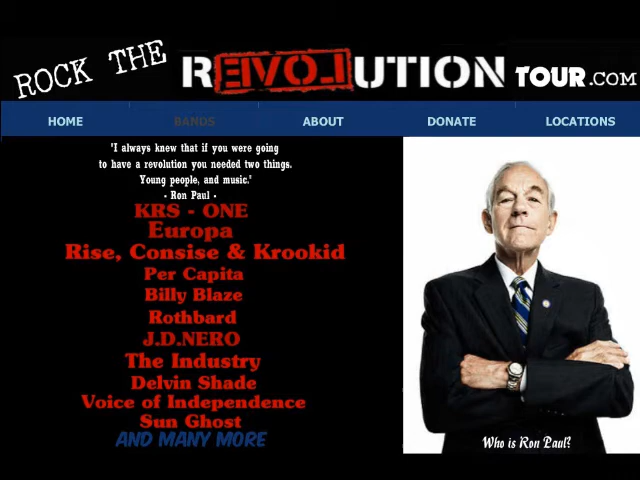 ROCK THE REVOLUTION TOUR.COM
HOME BANDS ABOUT DONATE LOCATIONS
"I always knew that if you were going
to have a revolution you needed two things.
Young people, and music."
- Ron Paul -
KRS - ONE
Europa
Rise, Consise & Krookid
Per Capita
Billy Blaze
Rothbard
J.D.NERO
The Industry
Delvin Shade
Voice of Independence
Sun Ghost
AND MANY MORE
Who is Ron Paul?